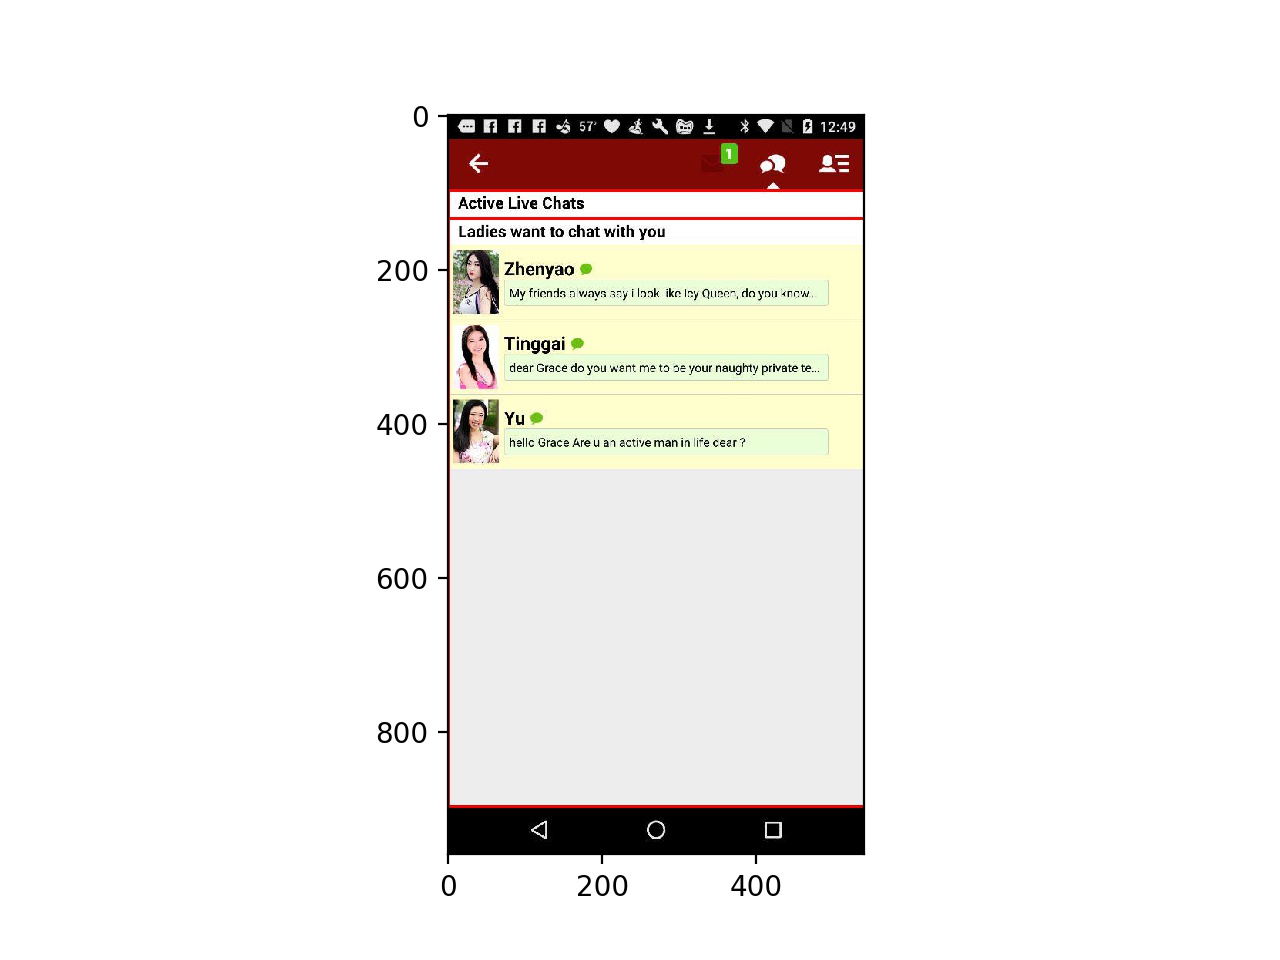 0
57°
12:49
1
Active Live Chats
Ladies want to chat with you
200
Zhenyao
My friends always say i look like Icy Queen, do you know...
Tinggai
dear Grace do you want me to be your naughty private te...
400
Yu
hello Grace Are u an active man in life dear ?
600
800
0
200
400